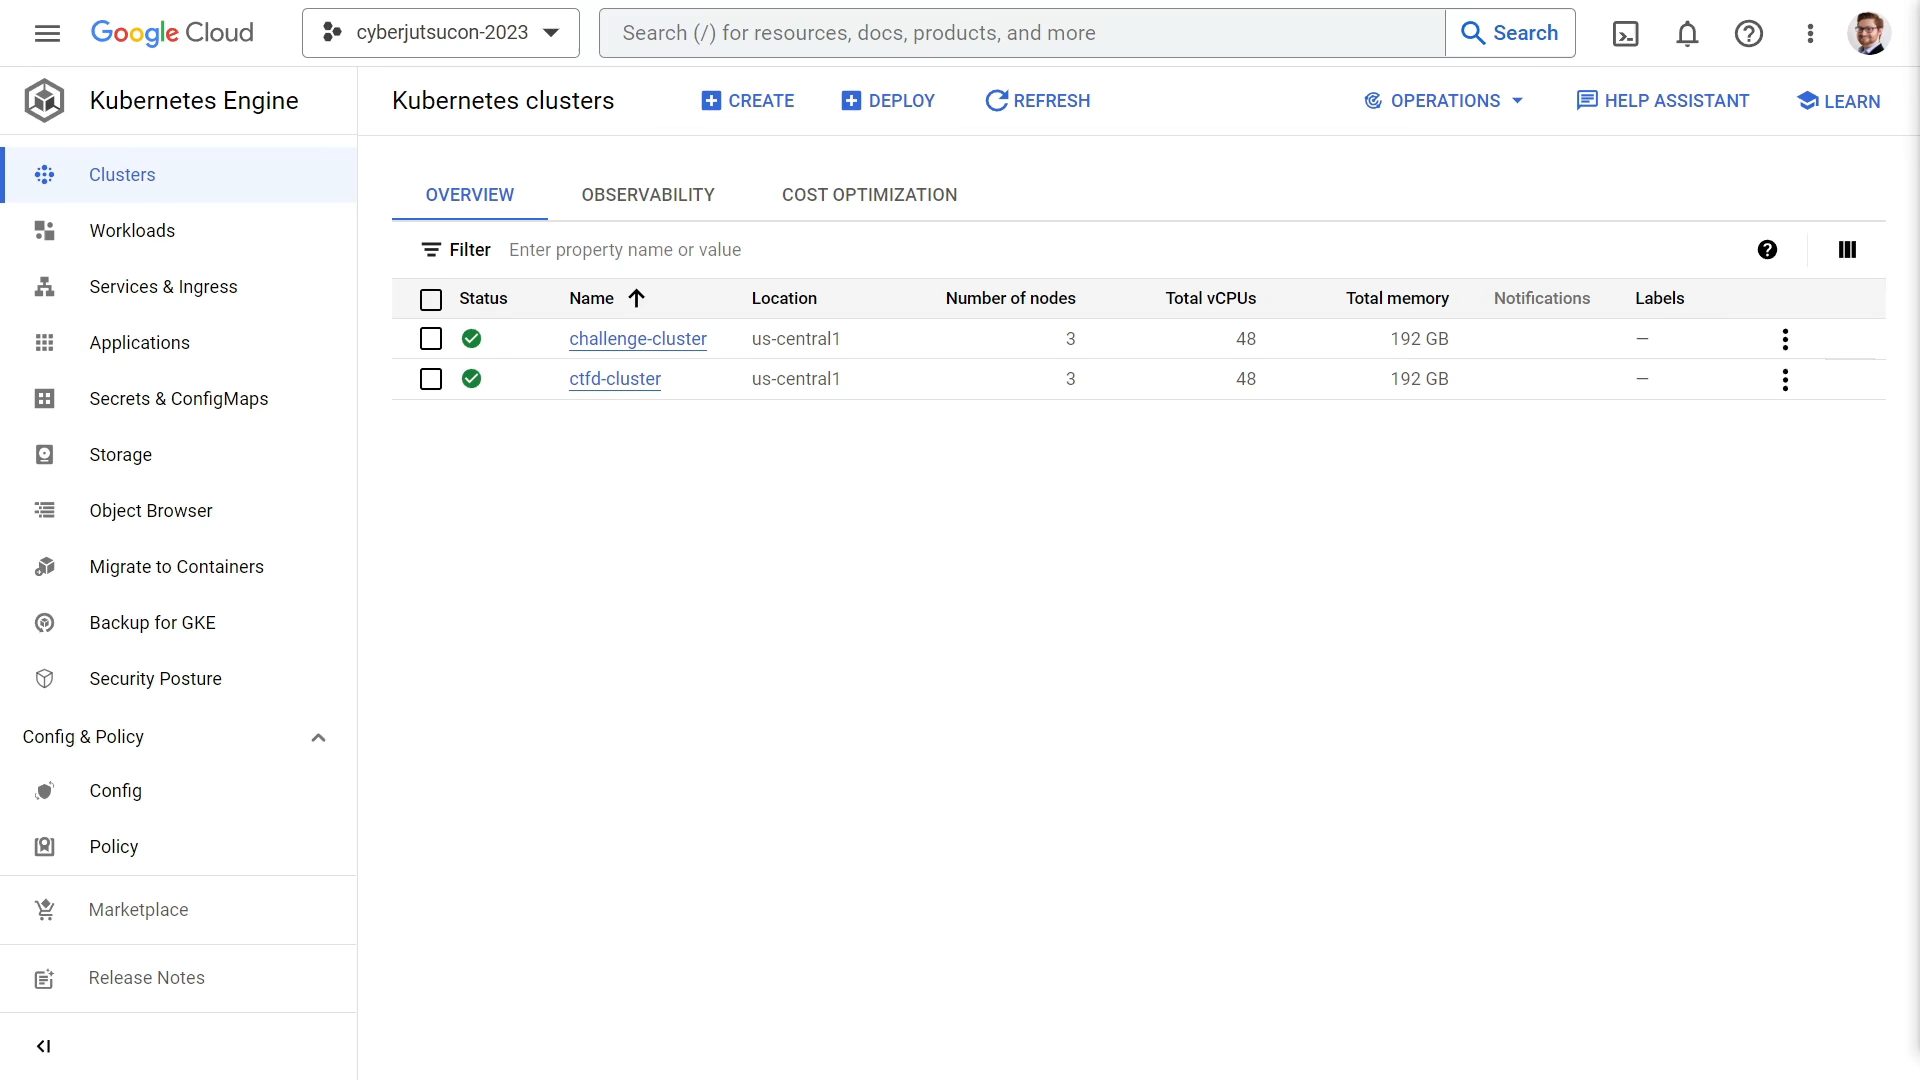 Google Cloud
cyberjutsucon-2023
Search (/) for resources, docs, products, and more
Search
Kubernetes Engine
Kubernetes clusters
CREATE
DEPLOY
REFRESH
OPERATIONS
HELP ASSISTANT
LEARN
Clusters
Workloads
Services & Ingress
Applications
Secrets & ConfigMaps
Storage
Object Browser
Migrate to Containers
Backup for GKE
Security Posture
Config & Policy
Config
Policy
Marketplace
Release Notes
OVERVIEW OBSERVABILITY COST OPTIMIZATION
Filter Enter property name or value
Status Name Location Number of nodes Total vCPUs Total memory Notifications Labels
challenge-cluster us-central1 3 48 192 GB —
ctfd-cluster us-central1 3 48 192 GB —